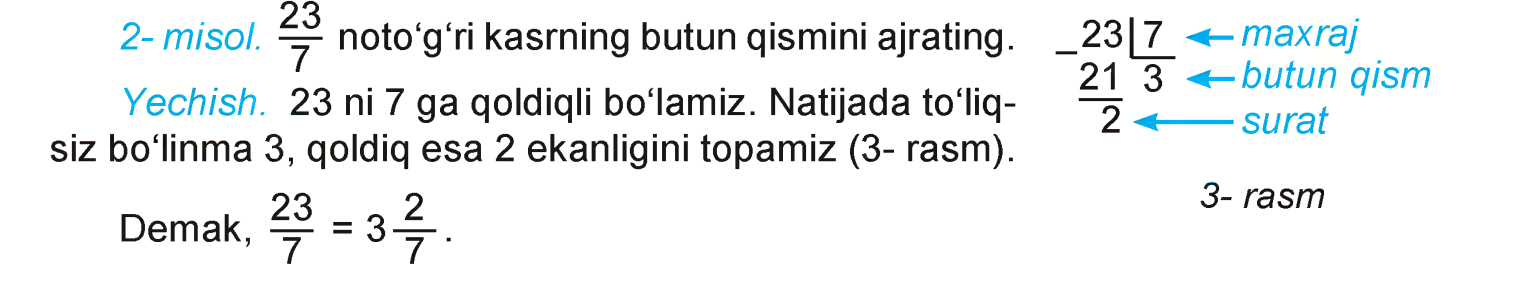 2- misol. 23/7 noto‘g‘ri kasrning butun qismini ajrating.
Yechish. 23 ni 7 ga qoldiqli bo‘lamiz. Natijada to‘liq-
siz bo‘linma 3, qoldiq esa 2 ekanligini topamiz (3- rasm).
Demak, 23/7 = 3 2/7 .
_ 23 | 7 maxraj
21 3 butun qism
2 surat
3- rasm